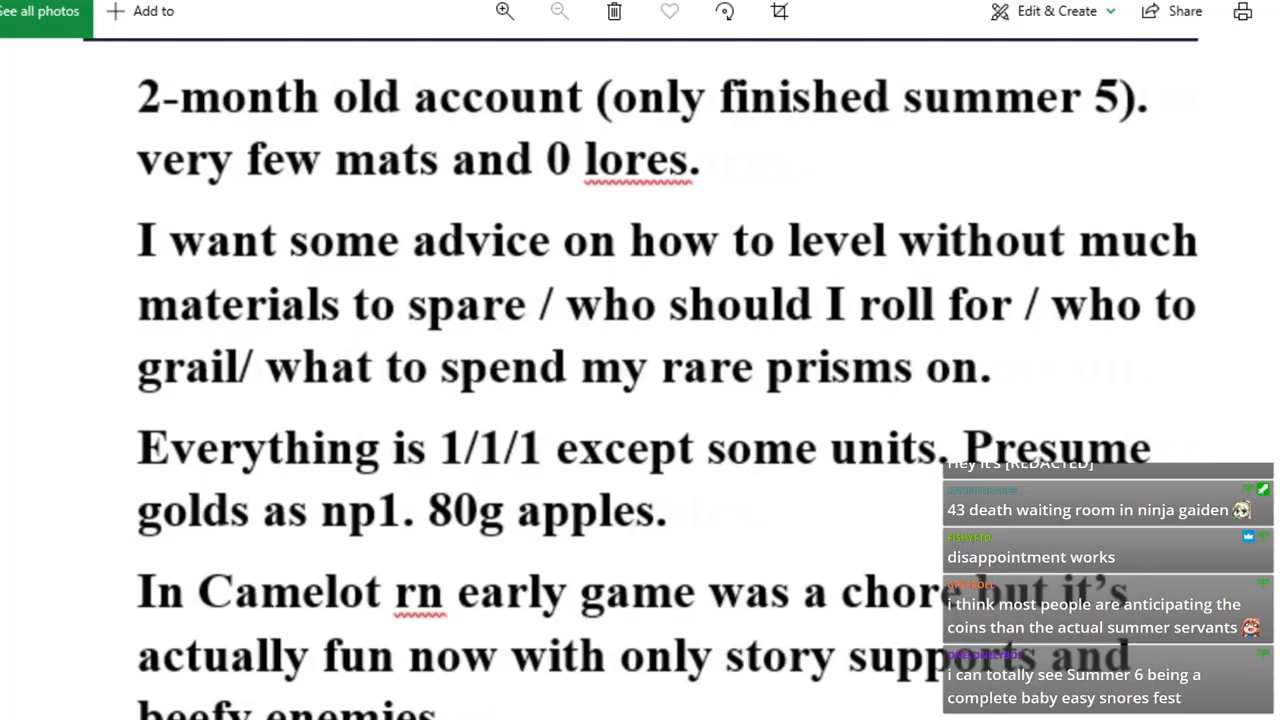 See all photos
Add to
Edit & Create
Share
2-month old account (only finished summer 5).
very few mats and 0 lores.
I want some advice on how to level without much
materials to spare / who should I roll for / who to
grail/ what to spend my rare prisms on.
Everything is 1/1/1 except some units. Presume
golds as np1. 80g apples.
In Camelot rn early game was a chore but it's
actually fun now with only story supports and
beefy enemies.
Hey it's [REDACTED]
43 death waiting room in ninja gaiden
FISHYFTD
disappointment works
i think most people are anticipating the
coins than the actual summer servants
i can totally see Summer 6 being a
complete baby easy snores fest